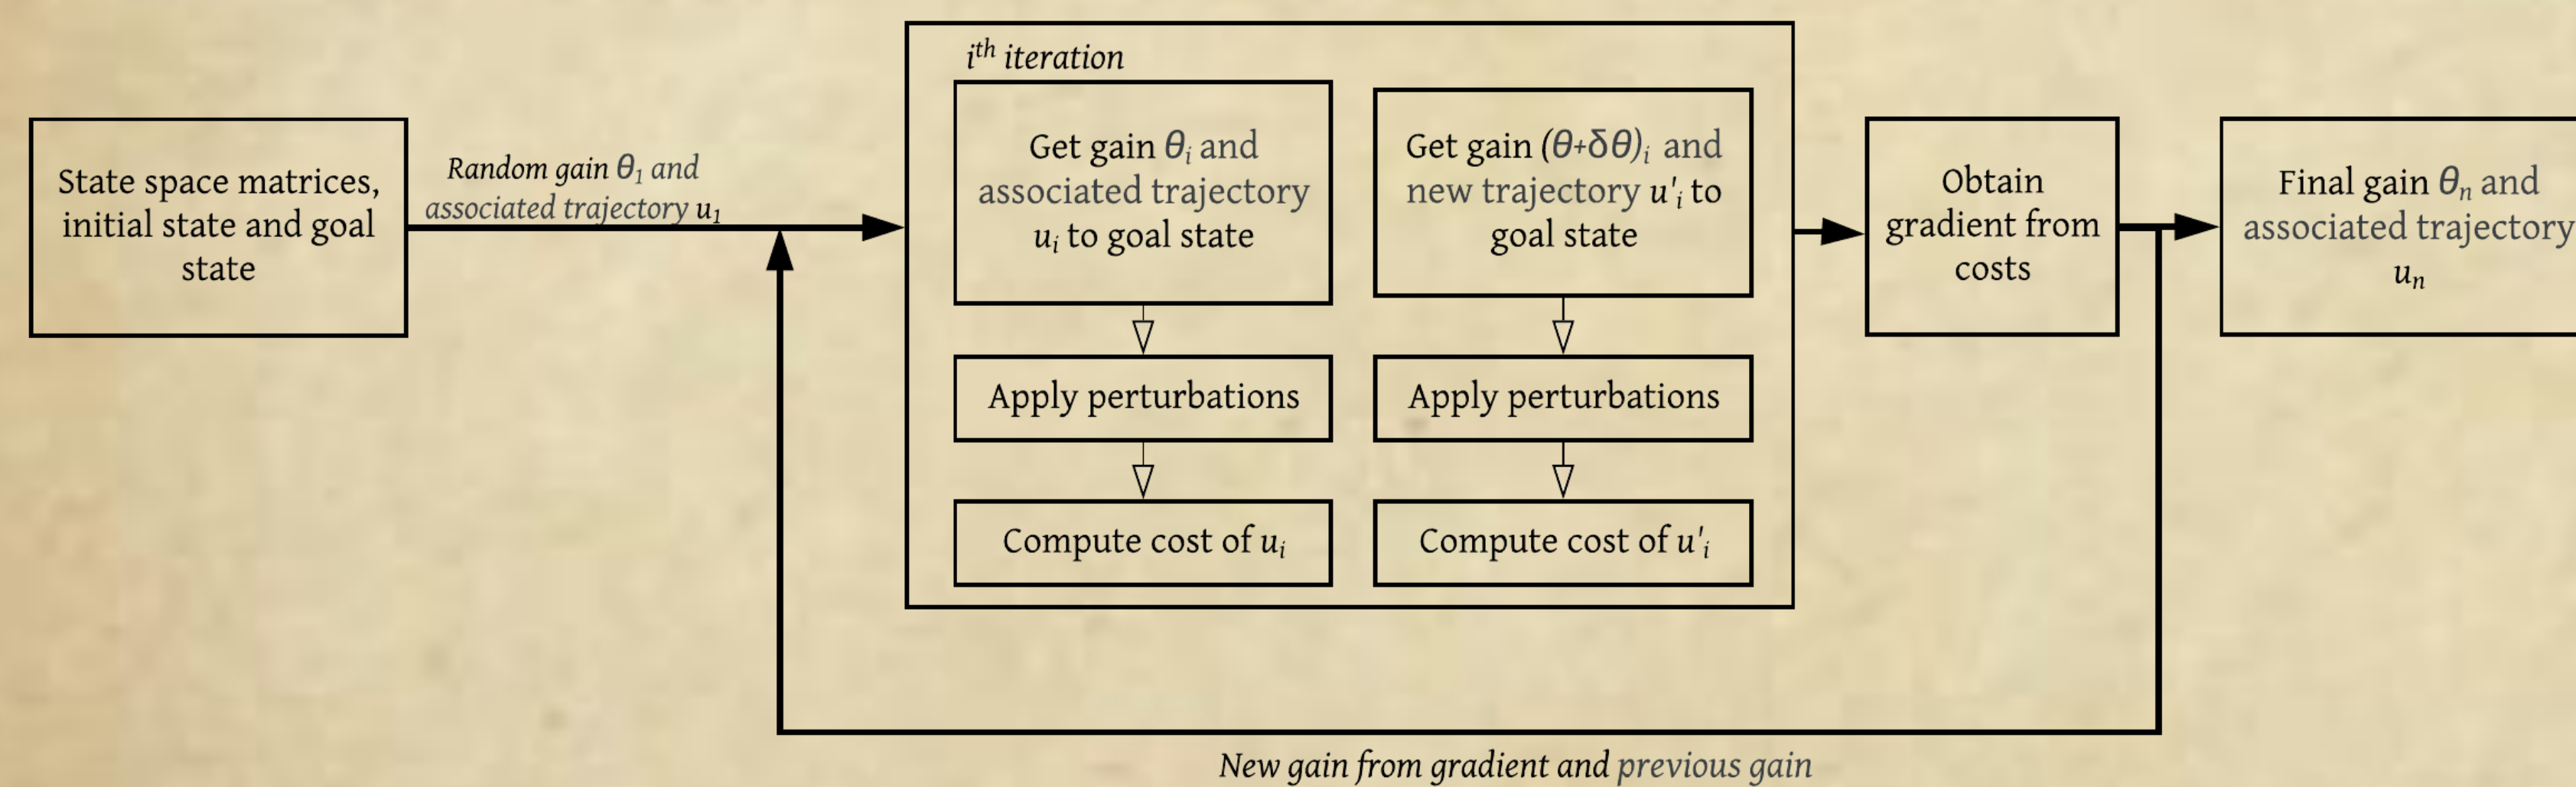 State space matrices,
initial state and goal
state
Random gain θ₁ and
associated trajectory u₁
iᵗʰ iteration
Get gain θᵢ and
associated trajectory
uᵢ to goal state
Apply perturbations
Compute cost of uᵢ
Get gain (θ+δθ)ᵢ and
new trajectory u'ᵢ to
goal state
Apply perturbations
Compute cost of u'ᵢ
Obtain
gradient from
costs
Final gain θₙ and
associated trajectory
uₙ
New gain from gradient and previous gain